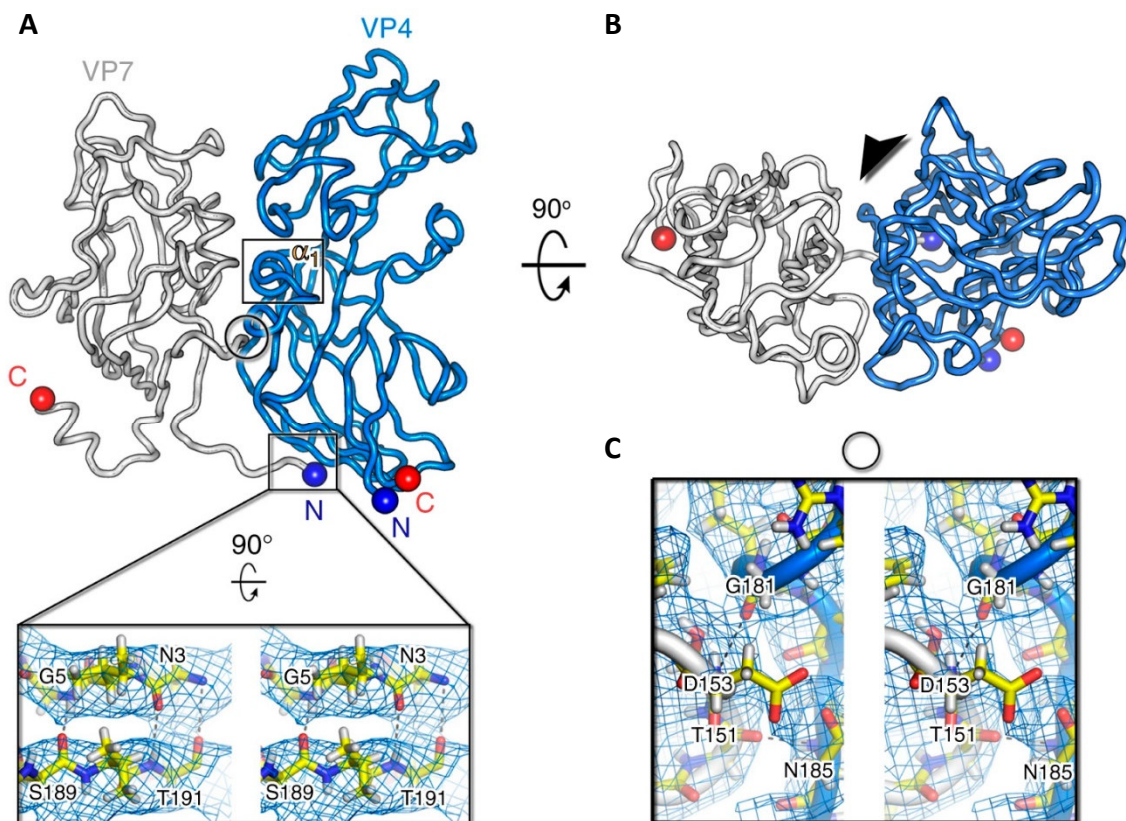 A
VP7
VP4
α1
C
N
N
C
90°
G5
N3
S189
T191
G5
N3
S189
T191
90°
B
C
G181
D153
T151
N185
G181
D153
T151
N185